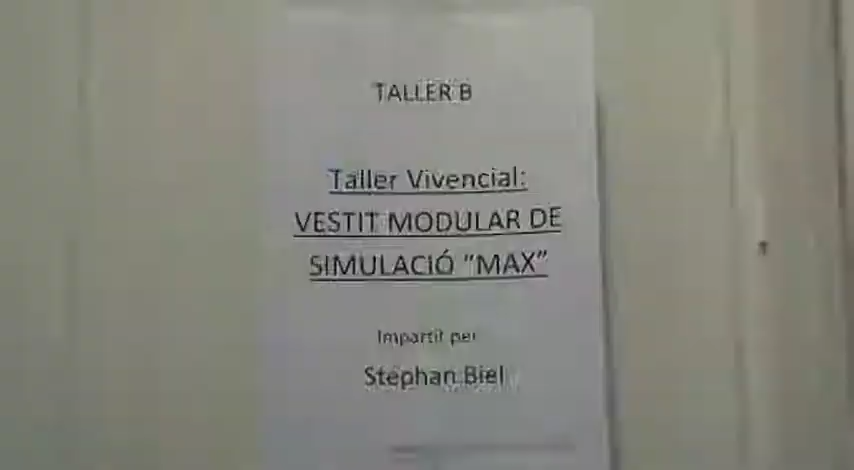 TALLER B
Taller Vivencial:
VESTIT MODULAR DE
SIMULACIÓ “MAX”
Impartit per
Stephan Biel